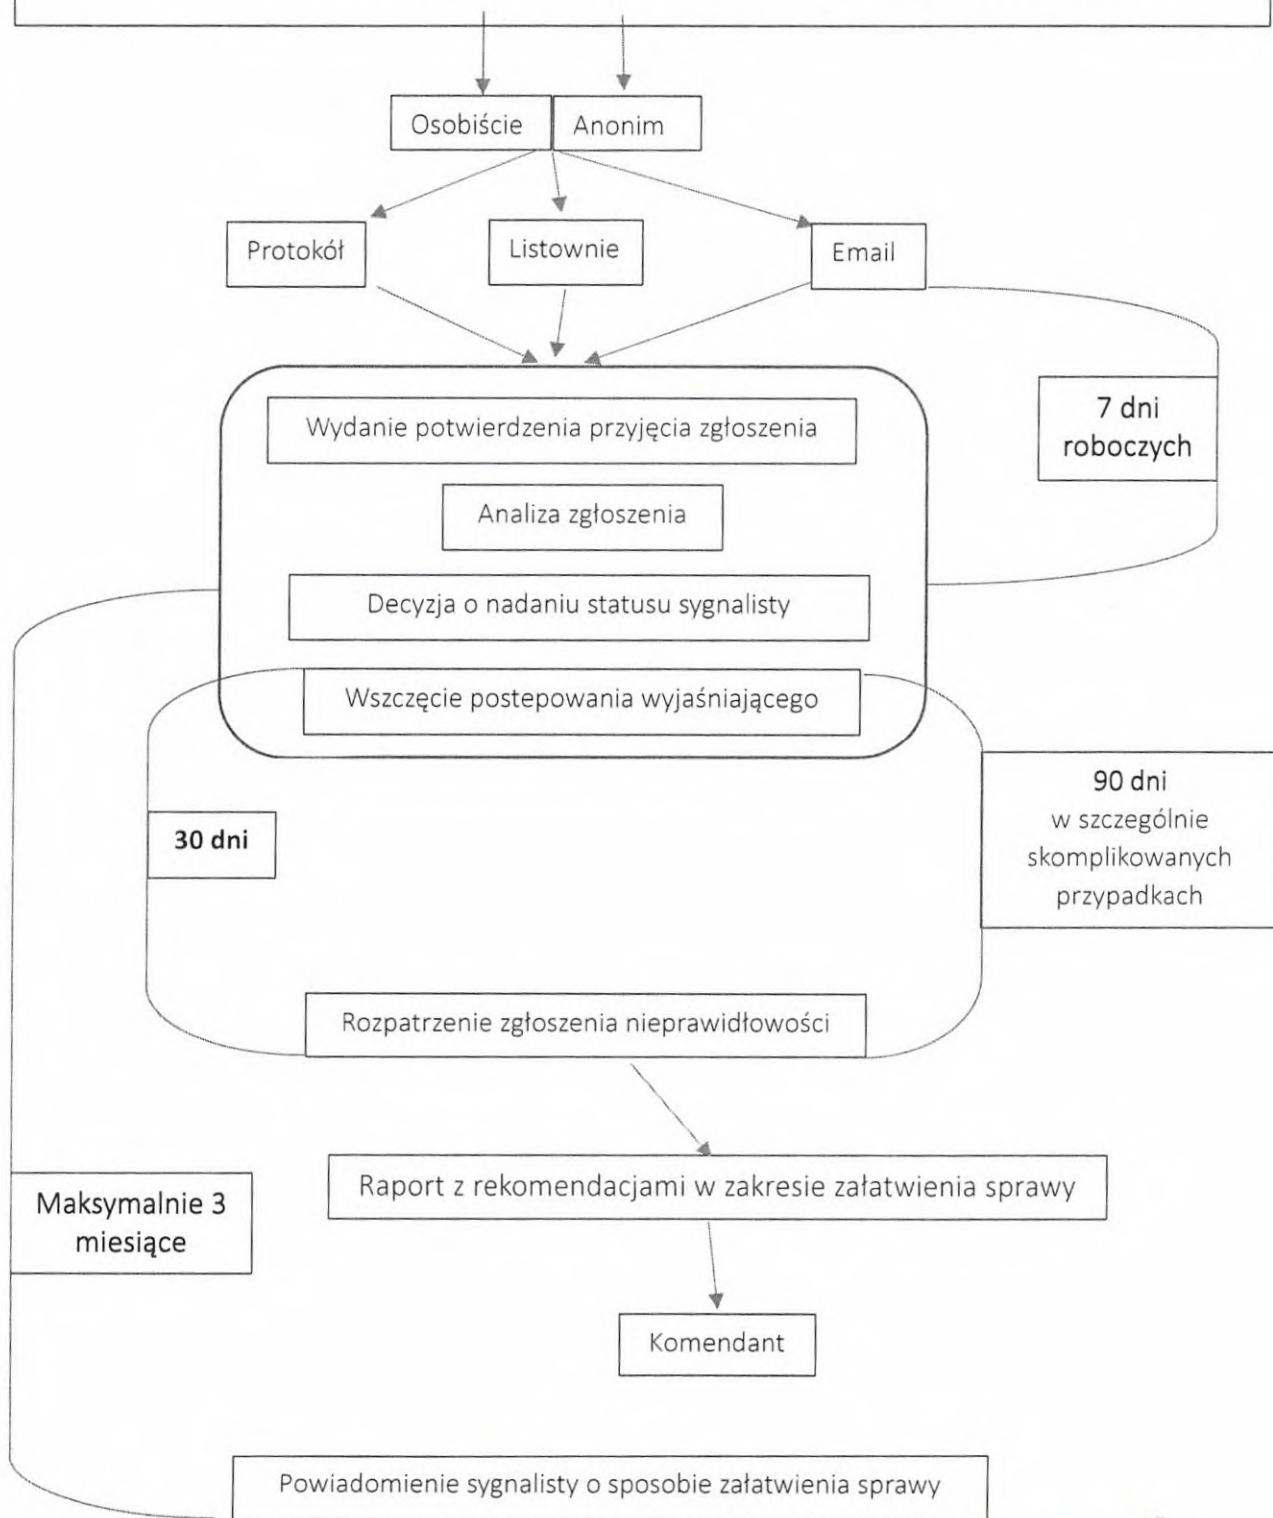 Osobiście
Anonim
Protokół
Listownie
Email
Wydanie potwierdzenia przyjęcia zgłoszenia
7 dni
roboczych
Analiza zgłoszenia
Decyzja o nadaniu statusu sygnalisty
Wszczęcie postepowania wyjaśniającego
90 dni
w szczególnie
skomplikowanych
przypadkach
30 dni
Rozpatrzenie zgłoszenia nieprawidłowości
Raport z rekomendacjami w zakresie załatwienia sprawy
Maksymalnie 3
miesiące
Komendant
Powiadomienie sygnalisty o sposobie załatwienia sprawy